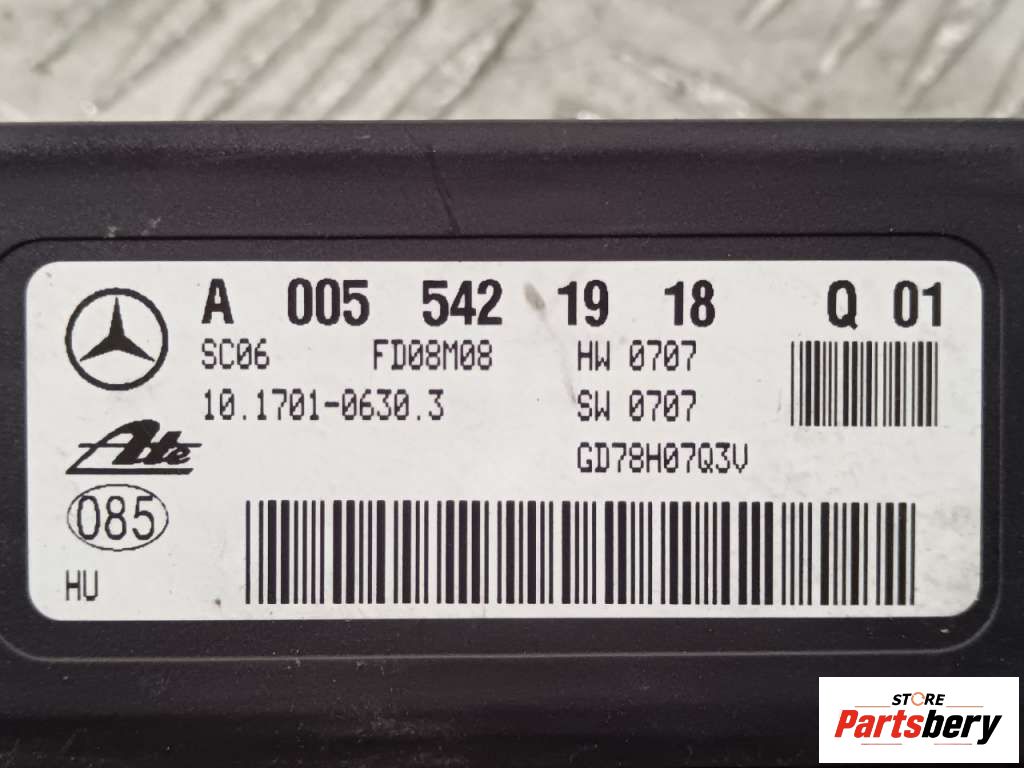 A 005 542 19 18 Q 01
SC06 FD08M08 HW 0707
10.1701-0630.3 SW 0707
Ate GD78H07Q3V
085
HU
STORE
Partsbery